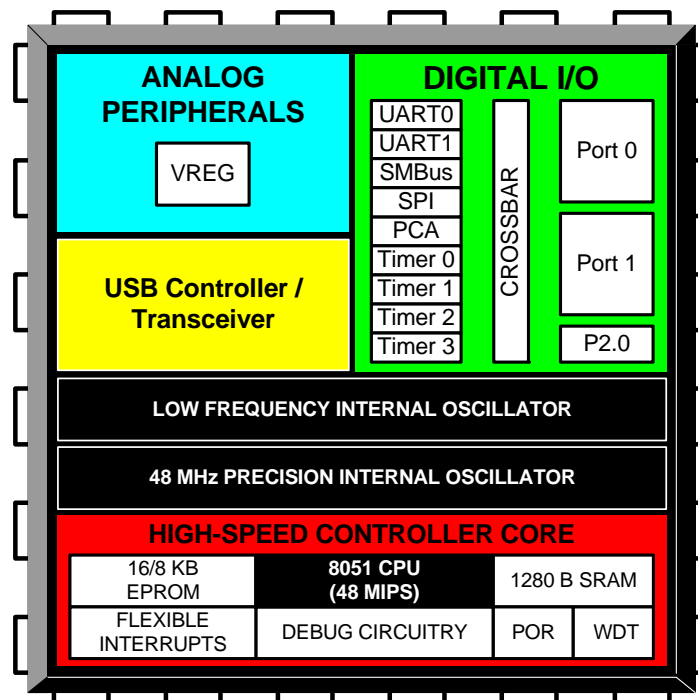 ANALOG
PERIPHERALS
VREG
USB Controller /
Transceiver
DIGITAL I/O
UART0
UART1
SMBus
SPI
PCA
Timer 0
Timer 1
Timer 2
Timer 3
CROSSBAR
Port 0
Port 1
P2.0
LOW FREQUENCY INTERNAL OSCILLATOR
48 MHz PRECISION INTERNAL OSCILLATOR
HIGH-SPEED CONTROLLER CORE
16/8 KB
EPROM
8051 CPU
(48 MIPS)
1280 B SRAM
FLEXIBLE
INTERRUPTS
DEBUG CIRCUITRY
POR
WDT